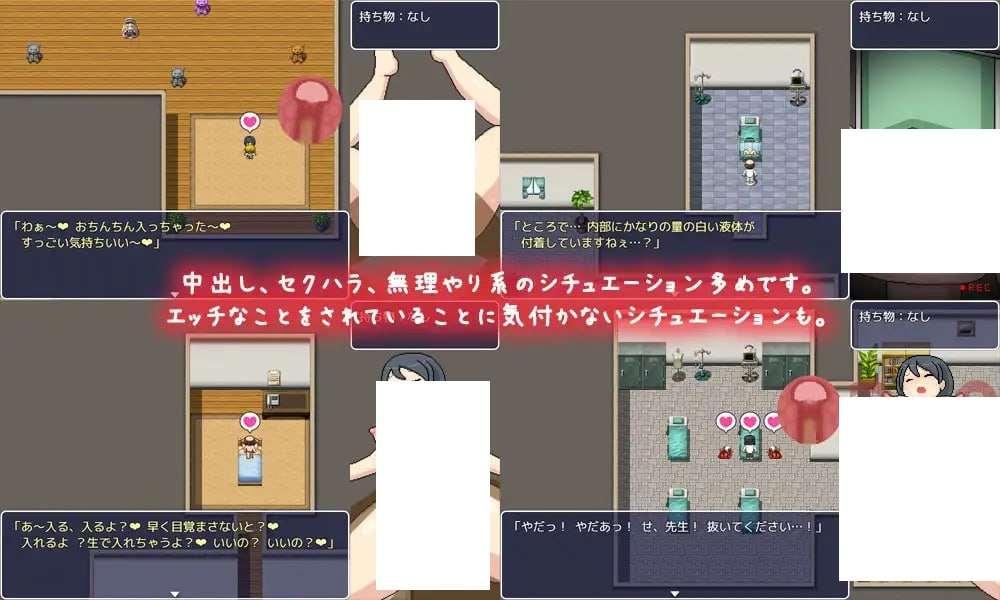 持ち物:なし
持ち物:なし
「わぁ～❤ おちんちん入っちゃった～❤
すっごい気持ちいい～❤」
「ところで… 内部にかなりの量の白い液体が
付着していますねぇ…?」
●REC
中出し、セクハラ、無理やり系のシチュエーション多めです。
エッチなことをされていることに気付かないシチュエーションも。
持ち物:なし
「あ～入る、入るよ?❤ 早く目覚まさないと?❤
入れるよ ?生で入れちゃうよ?❤ いいの? いいの?❤」
「やだっ! やだあっ! せ、先生! 抜いてください…!」